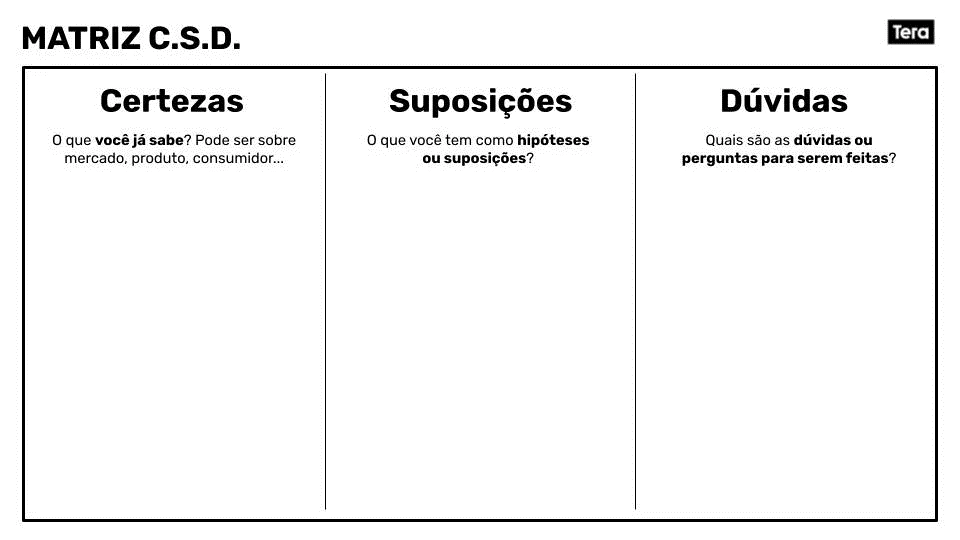 MATRIZ C.S.D.
Tera
Certezas
O que você já sabe? Pode ser sobre
mercado, produto, consumidor...
Suposições
O que você tem como hipóteses
ou suposições?
Dúvidas
Quais são as dúvidas ou
perguntas para serem feitas?